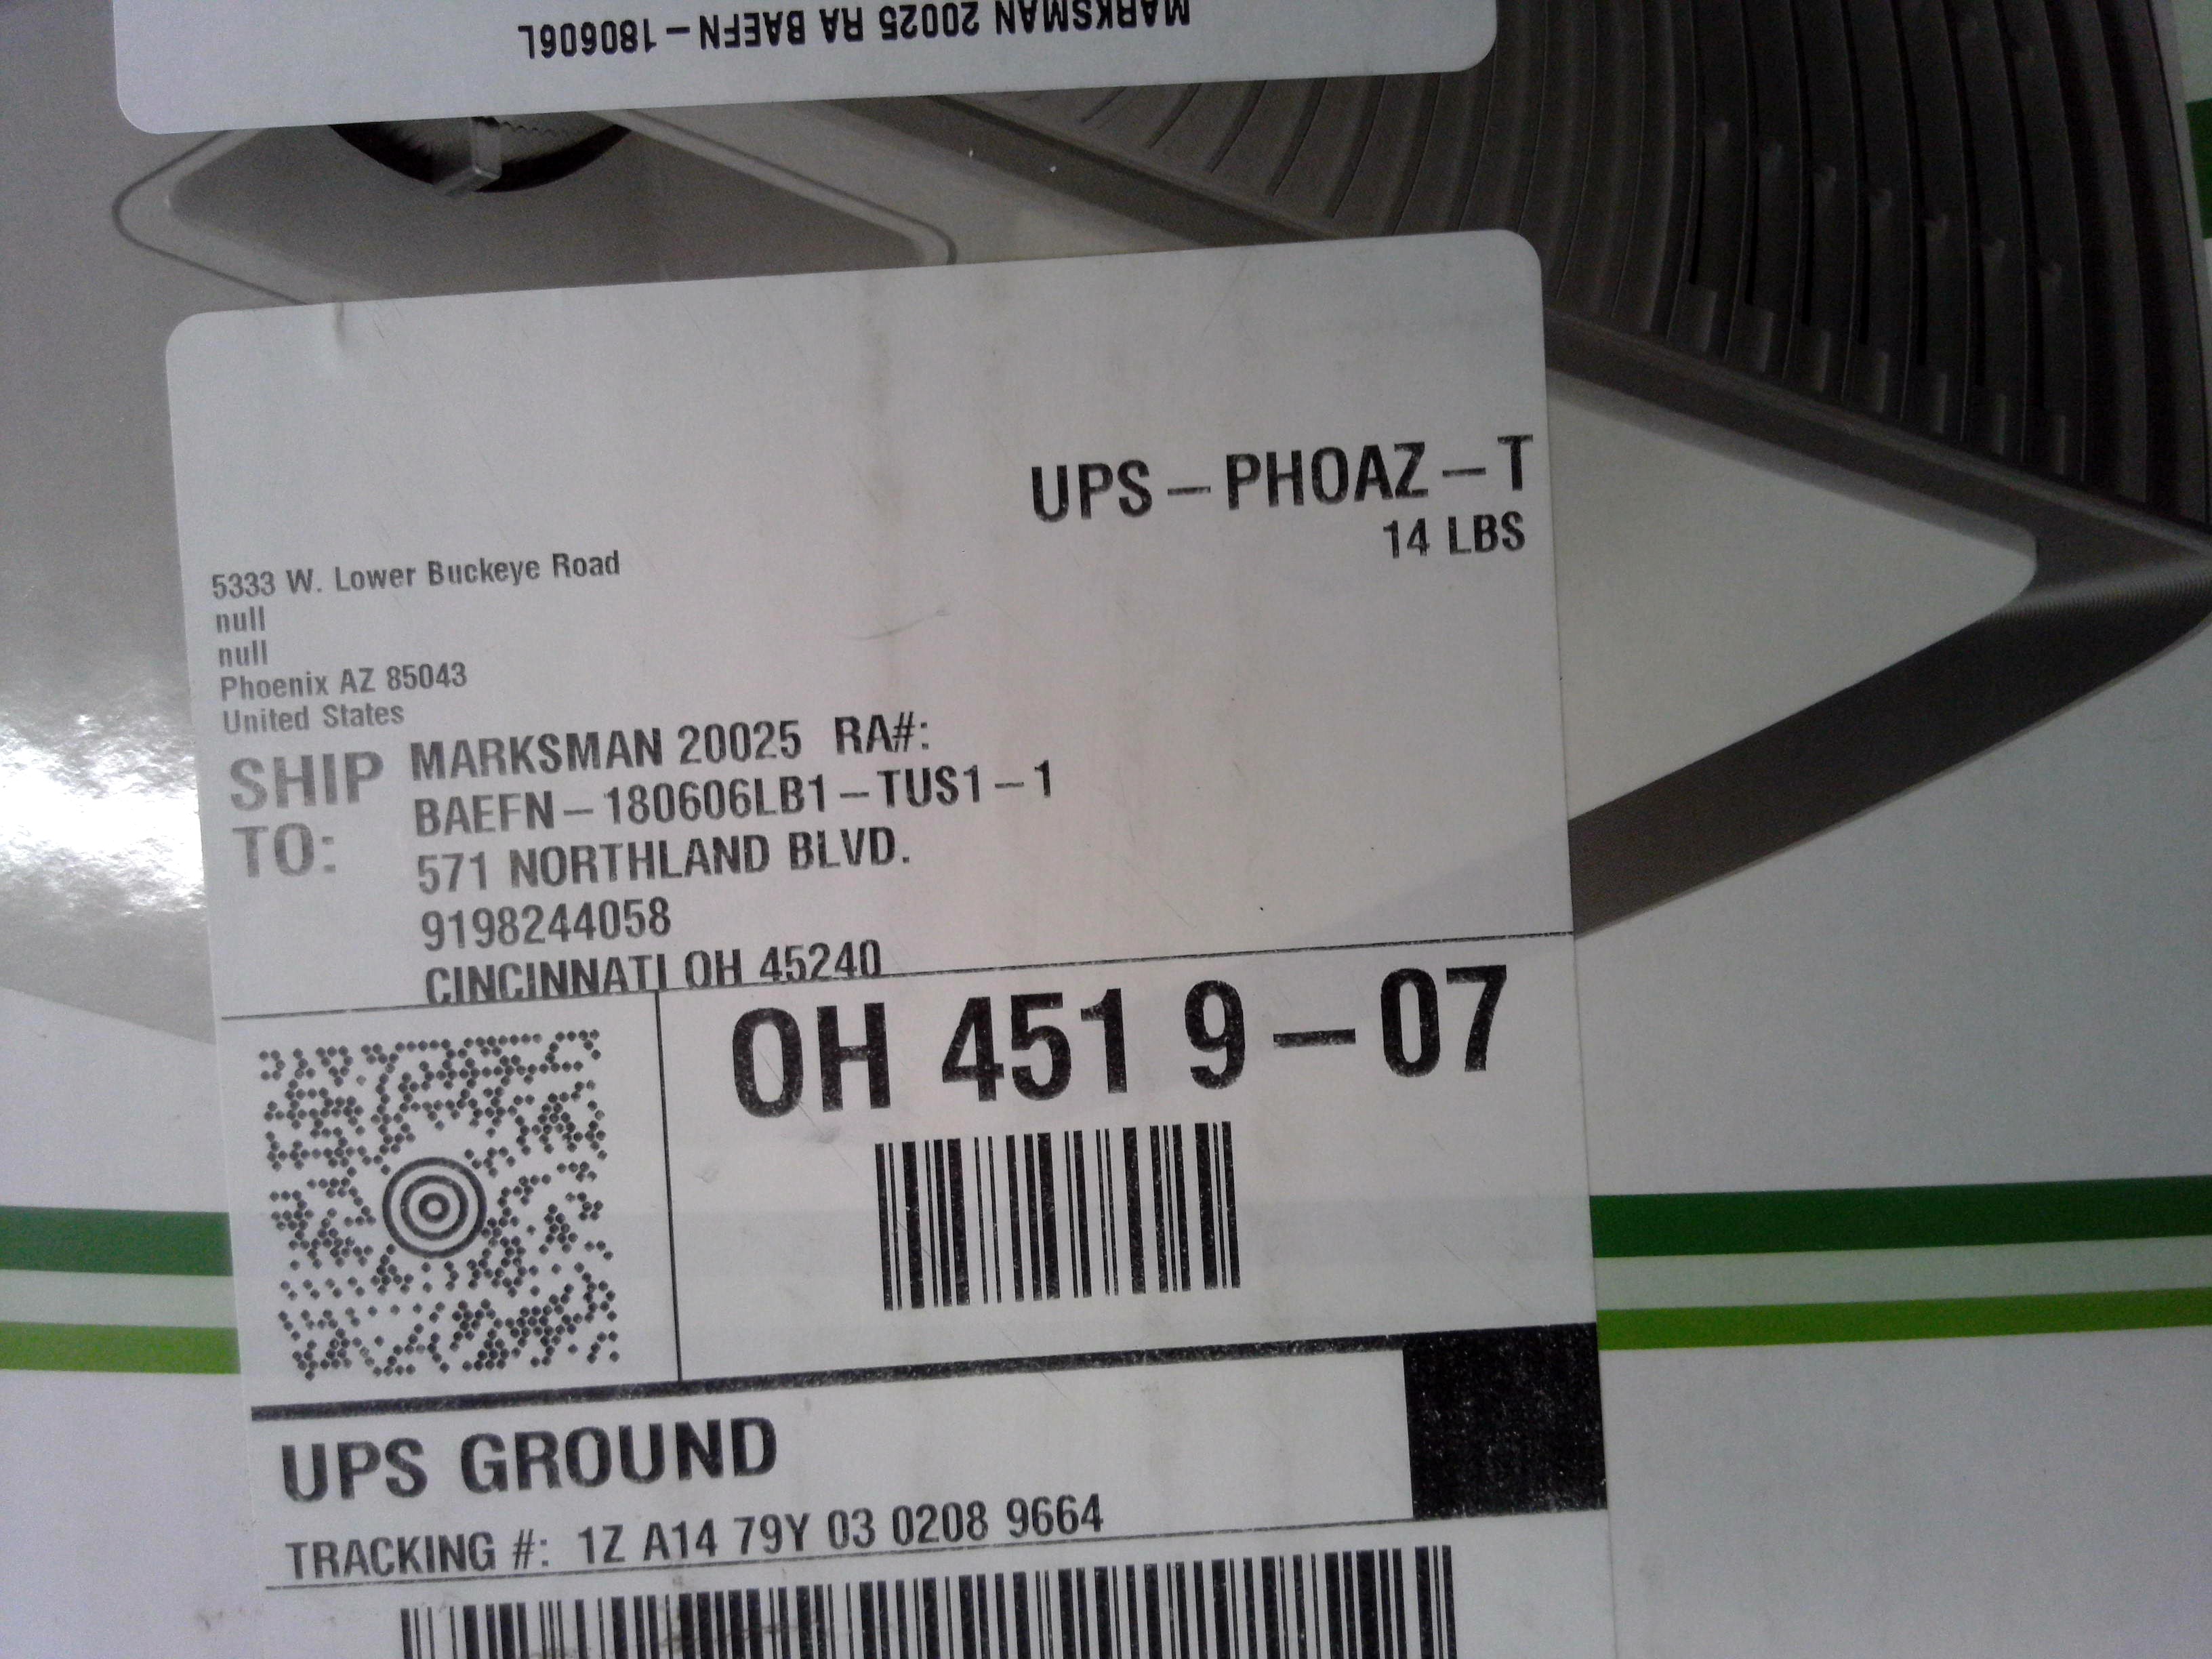 MARKSMAN 20025 RA BAEFN-180606L
UPS-PHOAZ-T
14 LBS
5333 W. Lower Buckeye Road
null
null
Phoenix AZ 85043
United States
SHIP TO:
MARKSMAN 20025 RA#:
BAEFN-180606LB1-TUS1-1
571 NORTHLAND BLVD.
9198244058
CINCINNATI OH 45240
OH 451 9-07
UPS GROUND
TRACKING #: 1Z A14 79Y 03 0208 9664